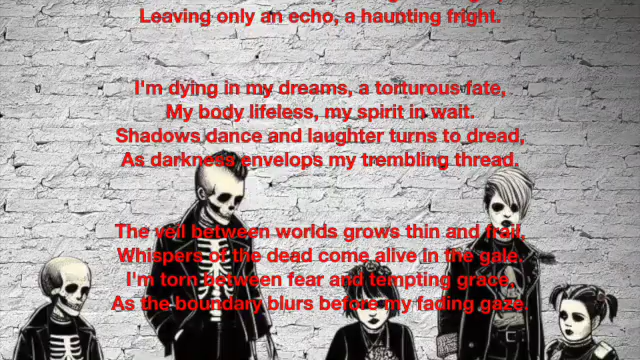 Leaving only an echo, a haunting fright.
I'm dying in my dreams, a torturous fate,
My body lifeless, my spirit in wait.
Shadows dance and laughter turns to dread,
As darkness envelops my trembling thread.
The veil between worlds grows thin and frail,
Whispers of the dead come alive in the gale.
I'm torn between fear and tempting grace,
As the boundary blurs before my fading gaze.